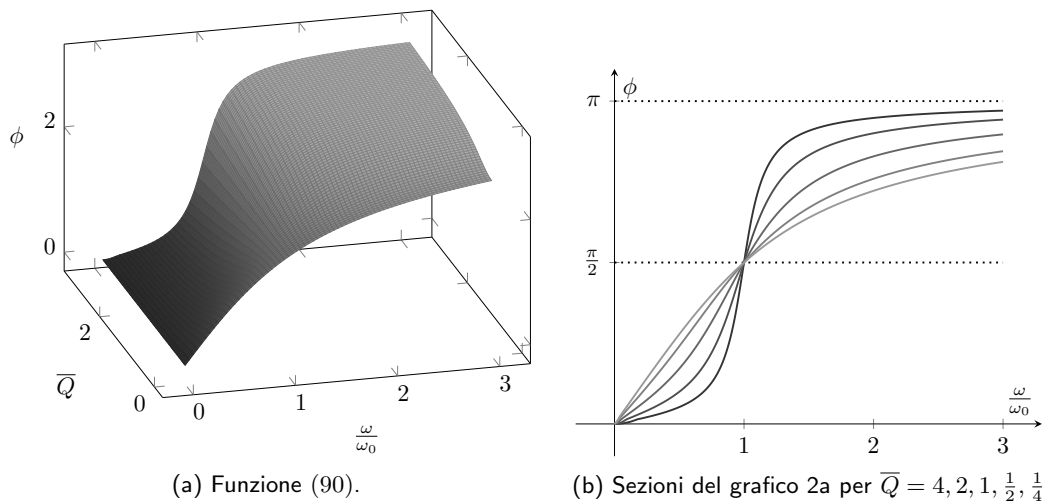 ϕ
2
0
2
0
Q̅
0
1
2
3
ω/ω₀
(a) Funzione (90).
ϕ
π
π/2
1
2
3
ω/ω₀
(b) Sezioni del grafico 2a per Q̅ = 4, 2, 1, 1/2, 1/4